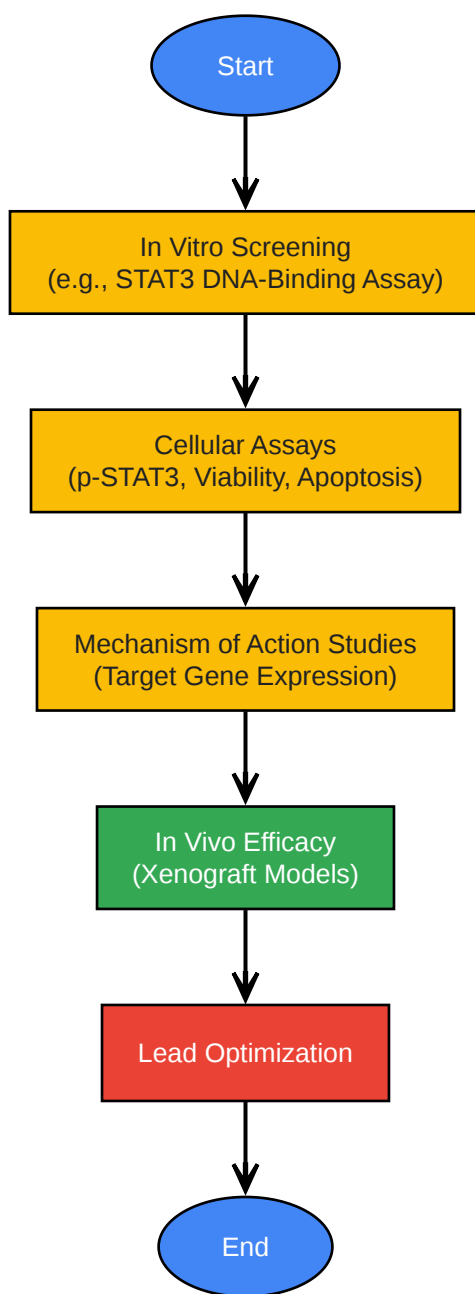 Start
In Vitro Screening
(e.g., STAT3 DNA-Binding Assay)
Cellular Assays
(p-STAT3, Viability, Apoptosis)
Mechanism of Action Studies
(Target Gene Expression)
In Vivo Efficacy
(Xenograft Models)
Lead Optimization
End